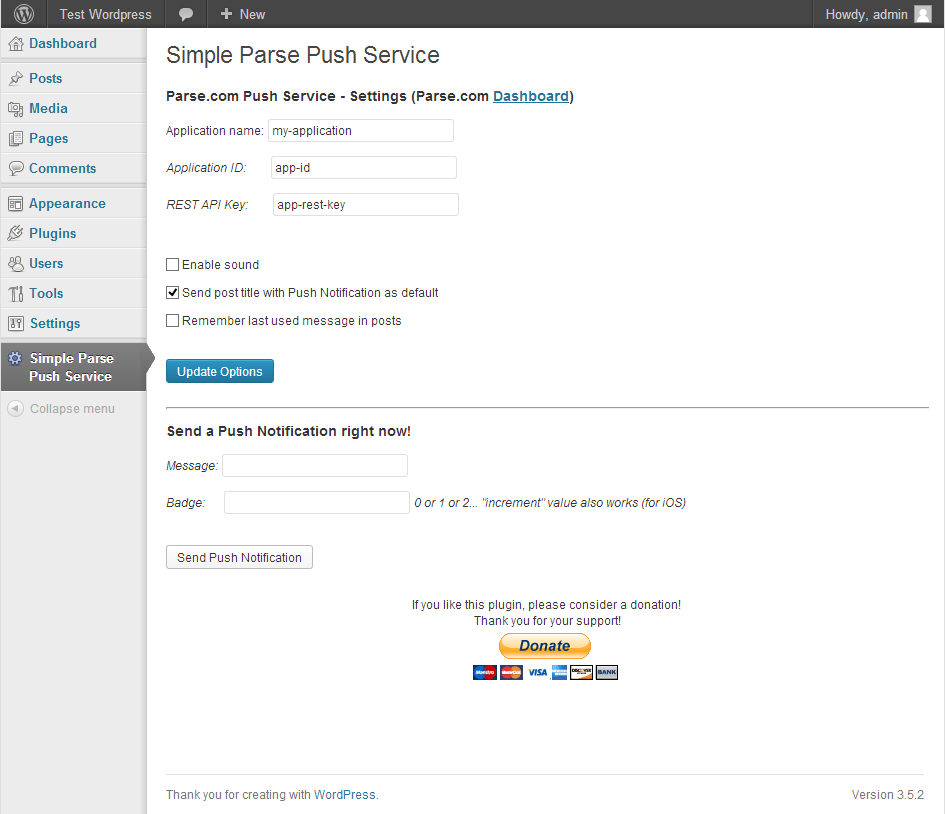 Test Wordpress
New
Howdy, admin
Dashboard
Posts
Media
Pages
Comments
Appearance
Plugins
Users
Tools
Settings
Simple Parse
Push Service
Collapse menu
Simple Parse Push Service
Parse.com Push Service - Settings (Parse.com Dashboard)
Application name: my-application
Application ID: app-id
REST API Key: app-rest-key
Enable sound
Send post title with Push Notification as default
Remember last used message in posts
Update Options
Send a Push Notification right now!
Message:
Badge: 0 or 1 or 2... "increment" value also works (for iOS)
Send Push Notification
If you like this plugin, please consider a donation!
Thank you for your support!
Donate
Maestro MasterCard VISA DISCOVER BANK
Thank you for creating with WordPress.
Version 3.5.2